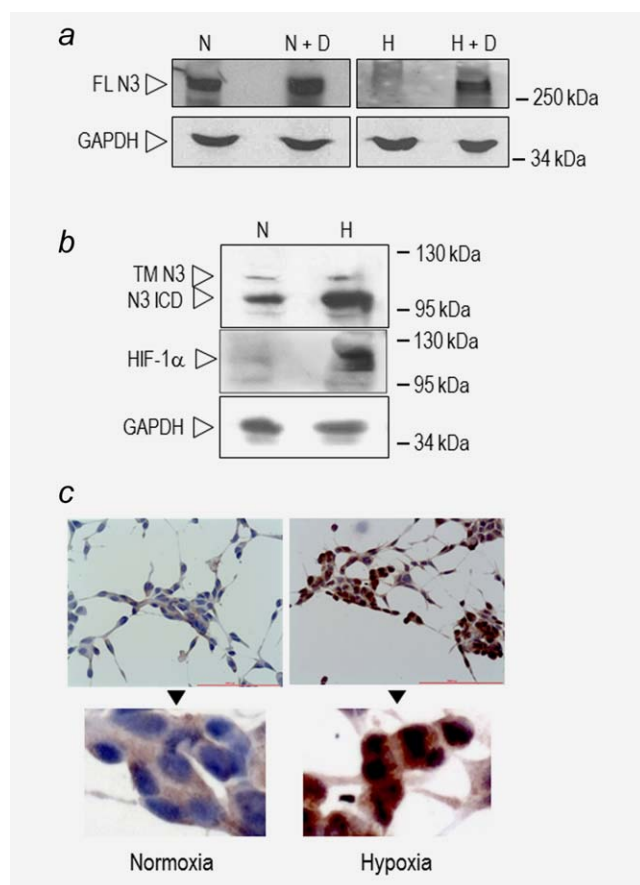 a
N N + D H H + D
FL N3
250 kDa
GAPDH
34 kDa
b
N H
130 kDa
TM N3
N3 ICD
95 kDa
130 kDa
HIF-1α
95 kDa
GAPDH
34 kDa
c
Normoxia Hypoxia